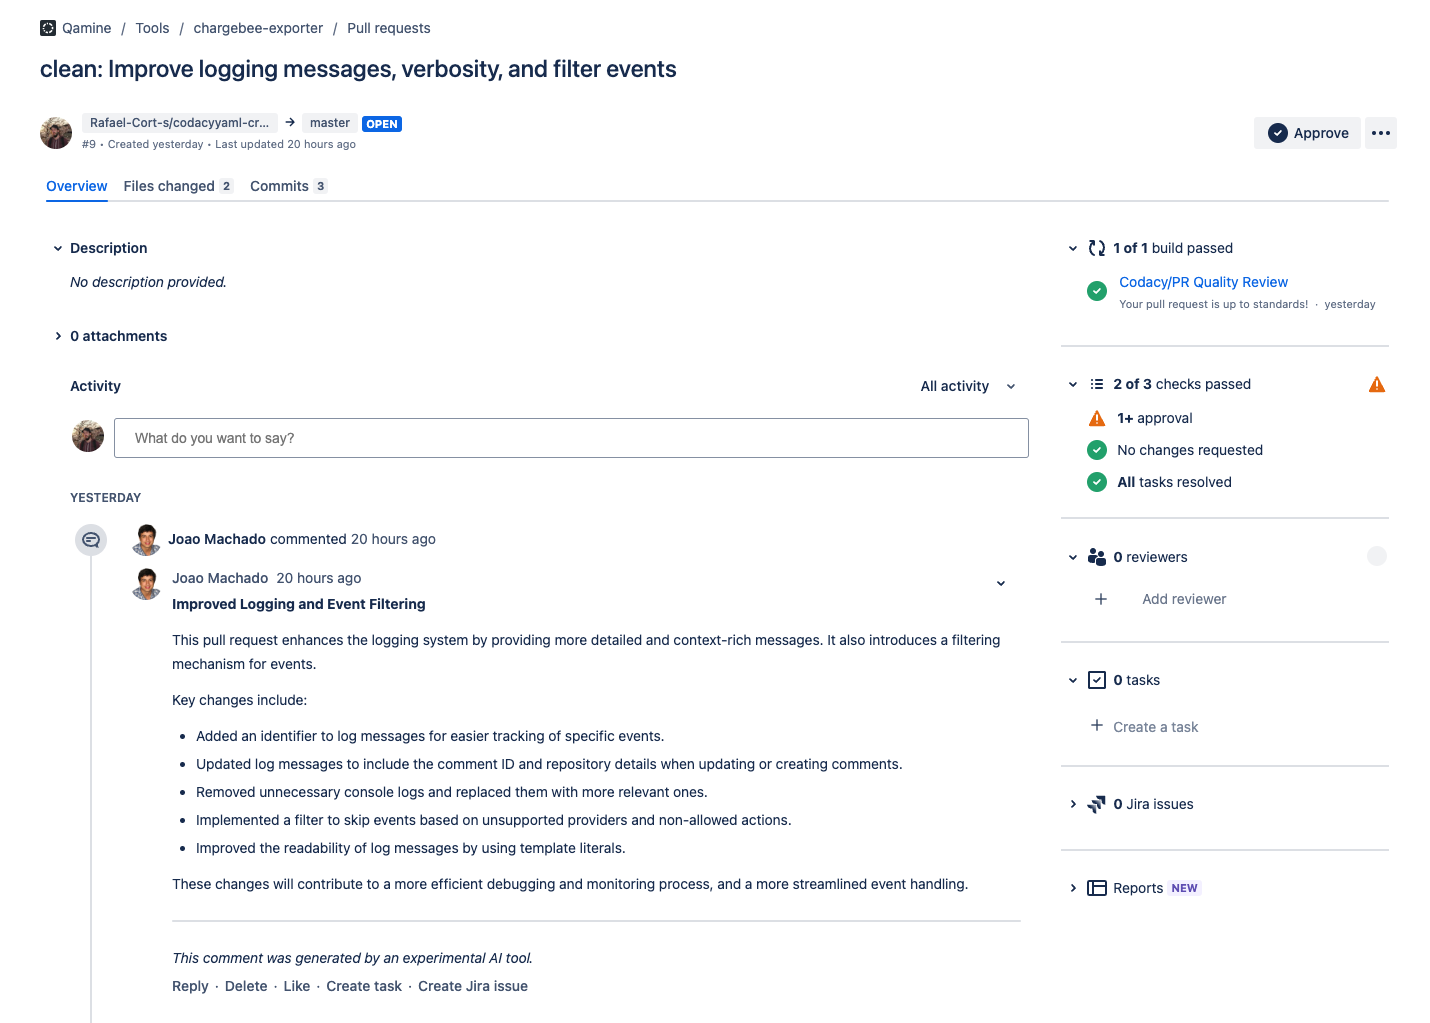 Qamine / Tools / chargebee-exporter / Pull requests
clean: Improve logging messages, verbosity, and filter events
Rafael-Cort-s/codacyyaml-cr... → master OPEN
#9 • Created yesterday • Last updated 20 hours ago
Approve
Overview Files changed 2 Commits 3
Description
No description provided.
0 attachments
Activity
All activity
What do you want to say?
YESTERDAY
Joao Machado commented 20 hours ago
Joao Machado 20 hours ago
Improved Logging and Event Filtering
This pull request enhances the logging system by providing more detailed and context-rich messages. It also introduces a filtering
mechanism for events.
Key changes include:
• Added an identifier to log messages for easier tracking of specific events.
• Updated log messages to include the comment ID and repository details when updating or creating comments.
• Removed unnecessary console logs and replaced them with more relevant ones.
• Implemented a filter to skip events based on unsupported providers and non-allowed actions.
• Improved the readability of log messages by using template literals.
These changes will contribute to a more efficient debugging and monitoring process, and a more streamlined event handling.
This comment was generated by an experimental AI tool.
Reply · Delete · Like · Create task · Create Jira issue
1 of 1 build passed
Codacy/PR Quality Review
Your pull request is up to standards! · yesterday
2 of 3 checks passed
1+ approval
No changes requested
All tasks resolved
0 reviewers
Add reviewer
0 tasks
Create a task
0 Jira issues
Reports NEW